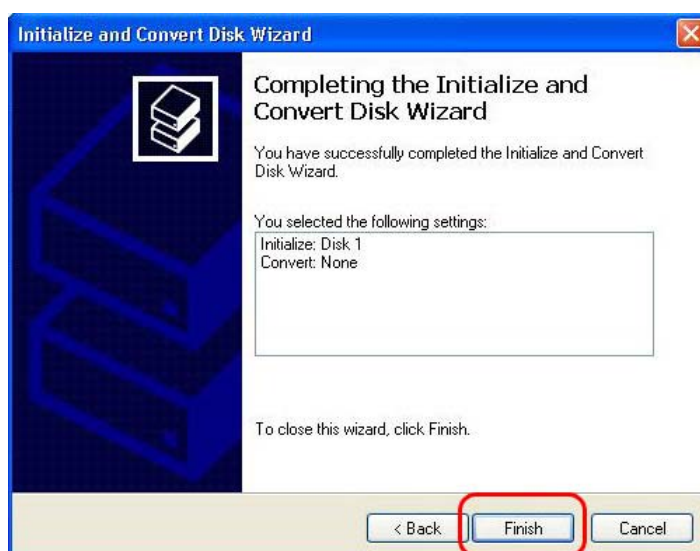 Initialize and Convert Disk Wizard
Completing the Initialize and
Convert Disk Wizard
You have successfully completed the Initialize and Convert
Disk Wizard.
You selected the following settings:
Initialize: Disk 1
Convert: None
To close this wizard, click Finish.
< Back Finish Cancel